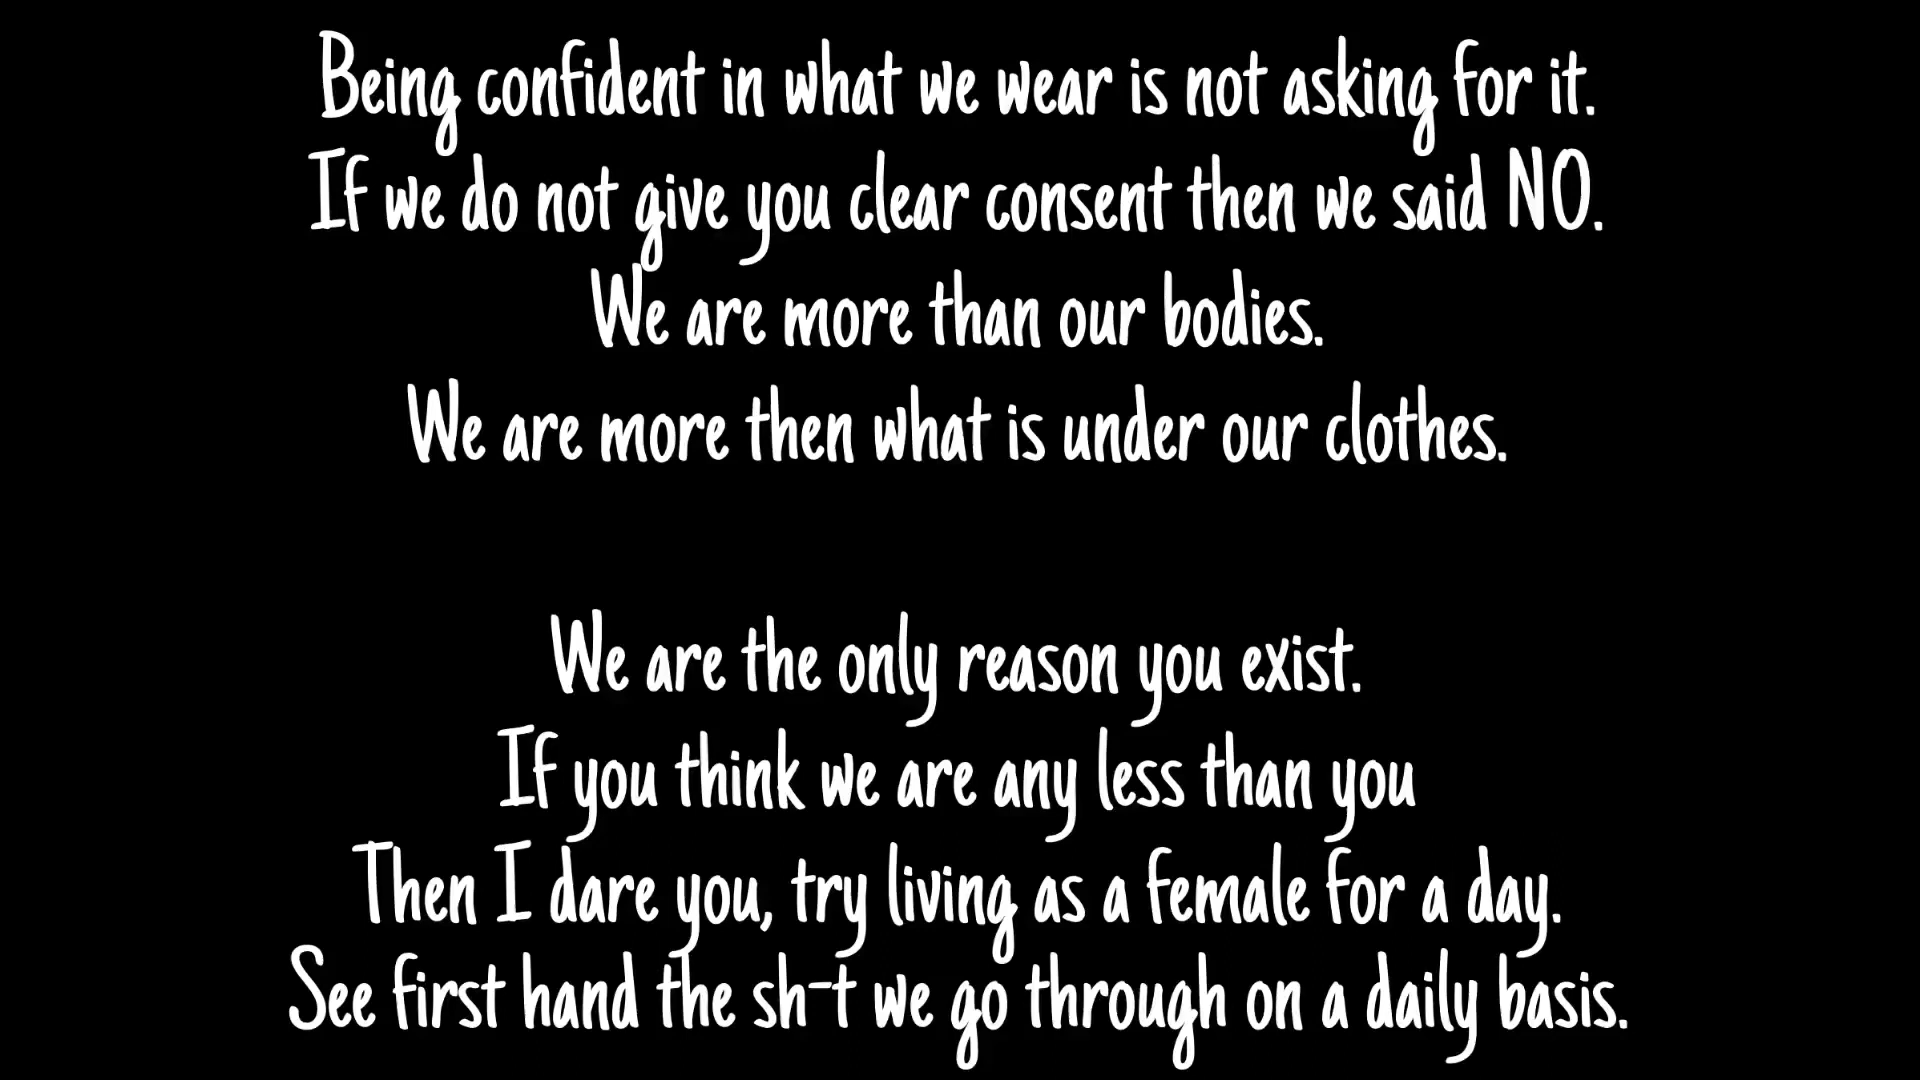 Being confident in what we wear is not asking for it.
If we do not give you clear consent then we said NO.
We are more than our bodies.
We are more then what is under our clothes.
We are the only reason you exist.
If you think we are any less than you
Then I dare you, try living as a female for a day.
See first hand the sh-t we go through on a daily basis.